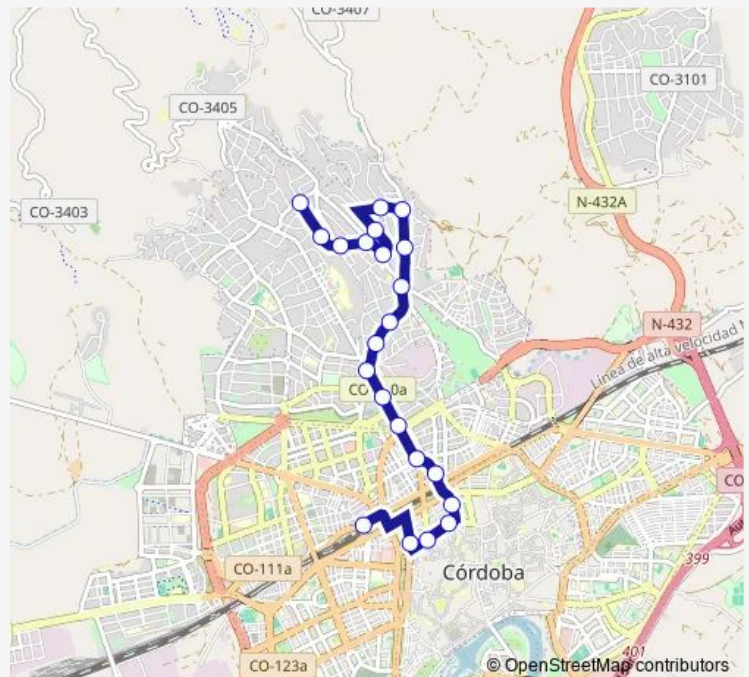 CO-3407
CO-3101
CO-3405
N-432A
CO-3403
N-432
Línea de alta velocidad
CO-111a
399
Córdoba
401
CO-123a
© OpenStreetMap contributors